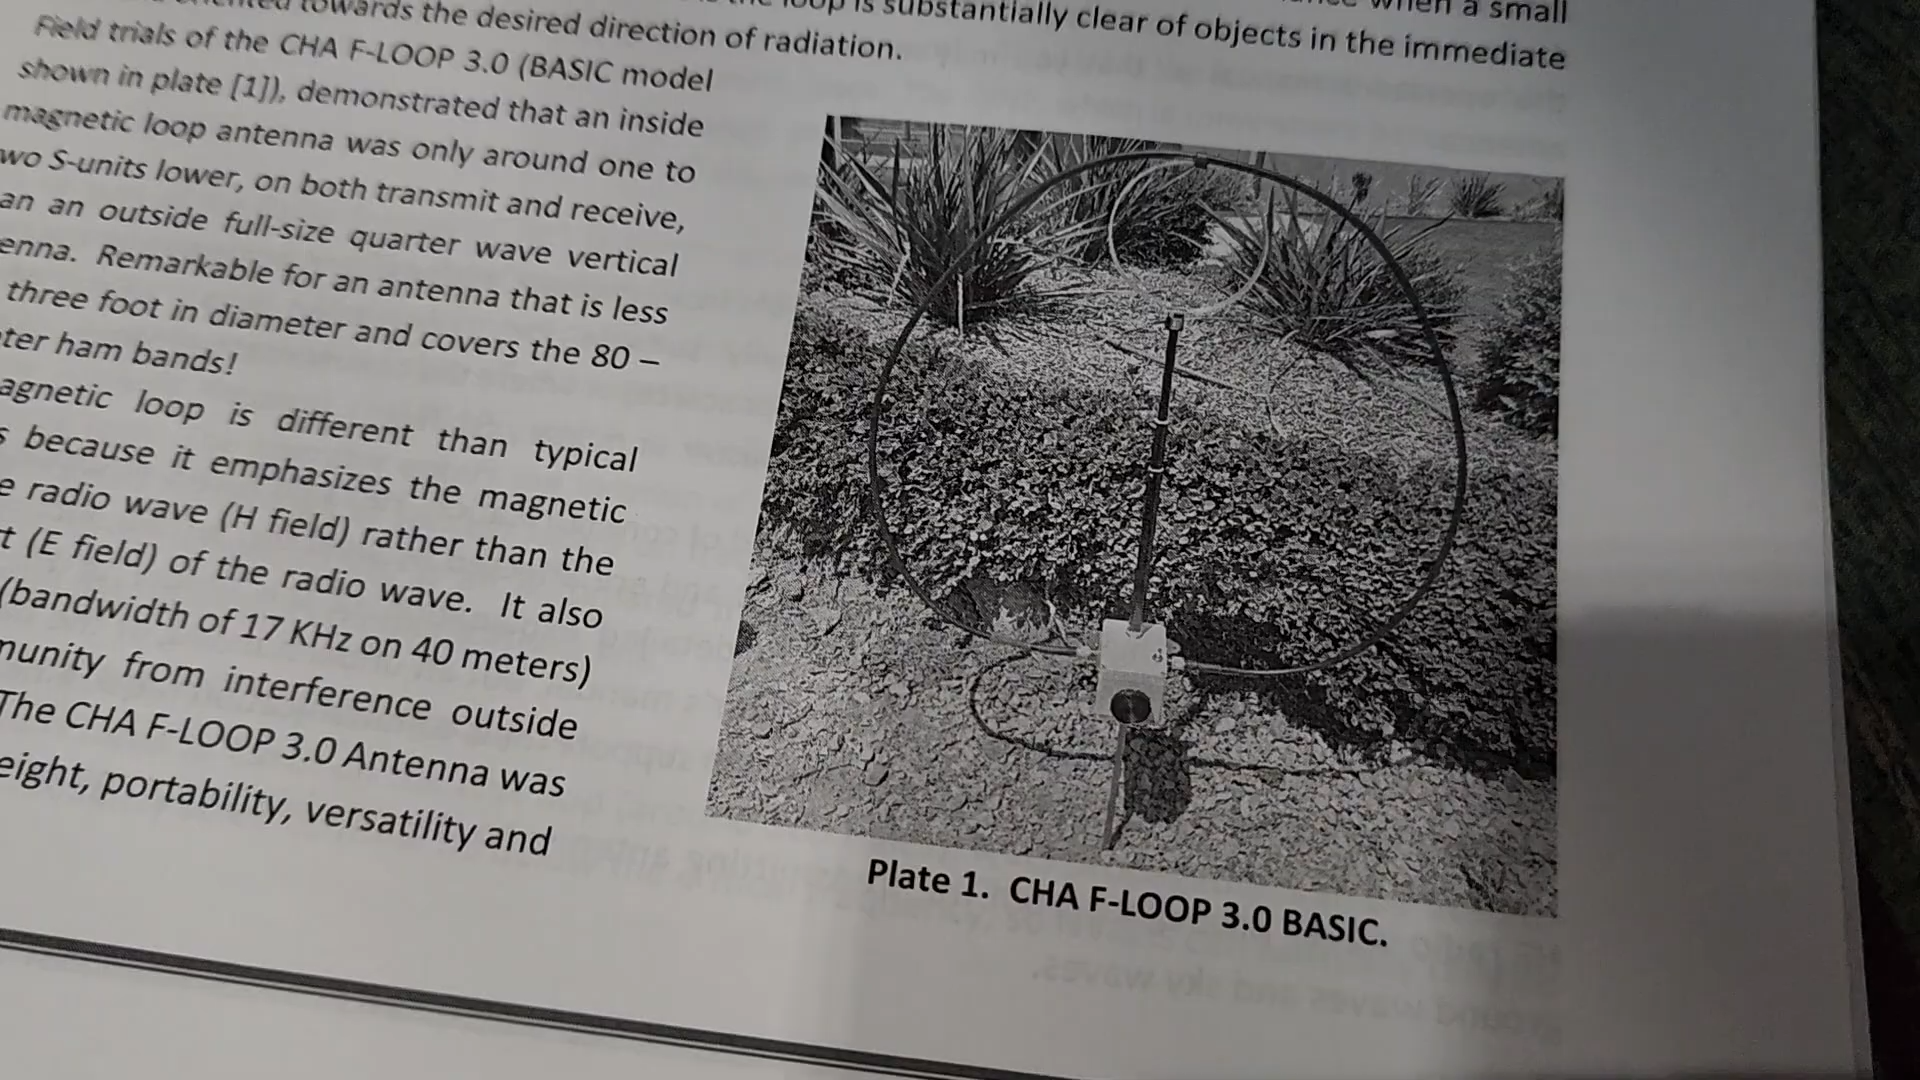 towards the desired direction of radiation.
loop is substantially clear of objects in the immediate
when a small
Field trials of the CHA F-LOOP 3.0 (BASIC model
shown in plate [1]), demonstrated that an inside
magnetic loop antenna was only around one to
wo S-units lower, on both transmit and receive,
an an outside full-size quarter wave vertical
enna. Remarkable for an antenna that is less
three foot in diameter and covers the 80 –
ter ham bands!
agnetic loop is different than typical
s because it emphasizes the magnetic
e radio wave (H field) rather than the
t (E field) of the radio wave. It also
(bandwidth of 17 KHz on 40 meters)
munity from interference outside
The CHA F-LOOP 3.0 Antenna was
eight, portability, versatility and
Plate 1. CHA F-LOOP 3.0 BASIC.